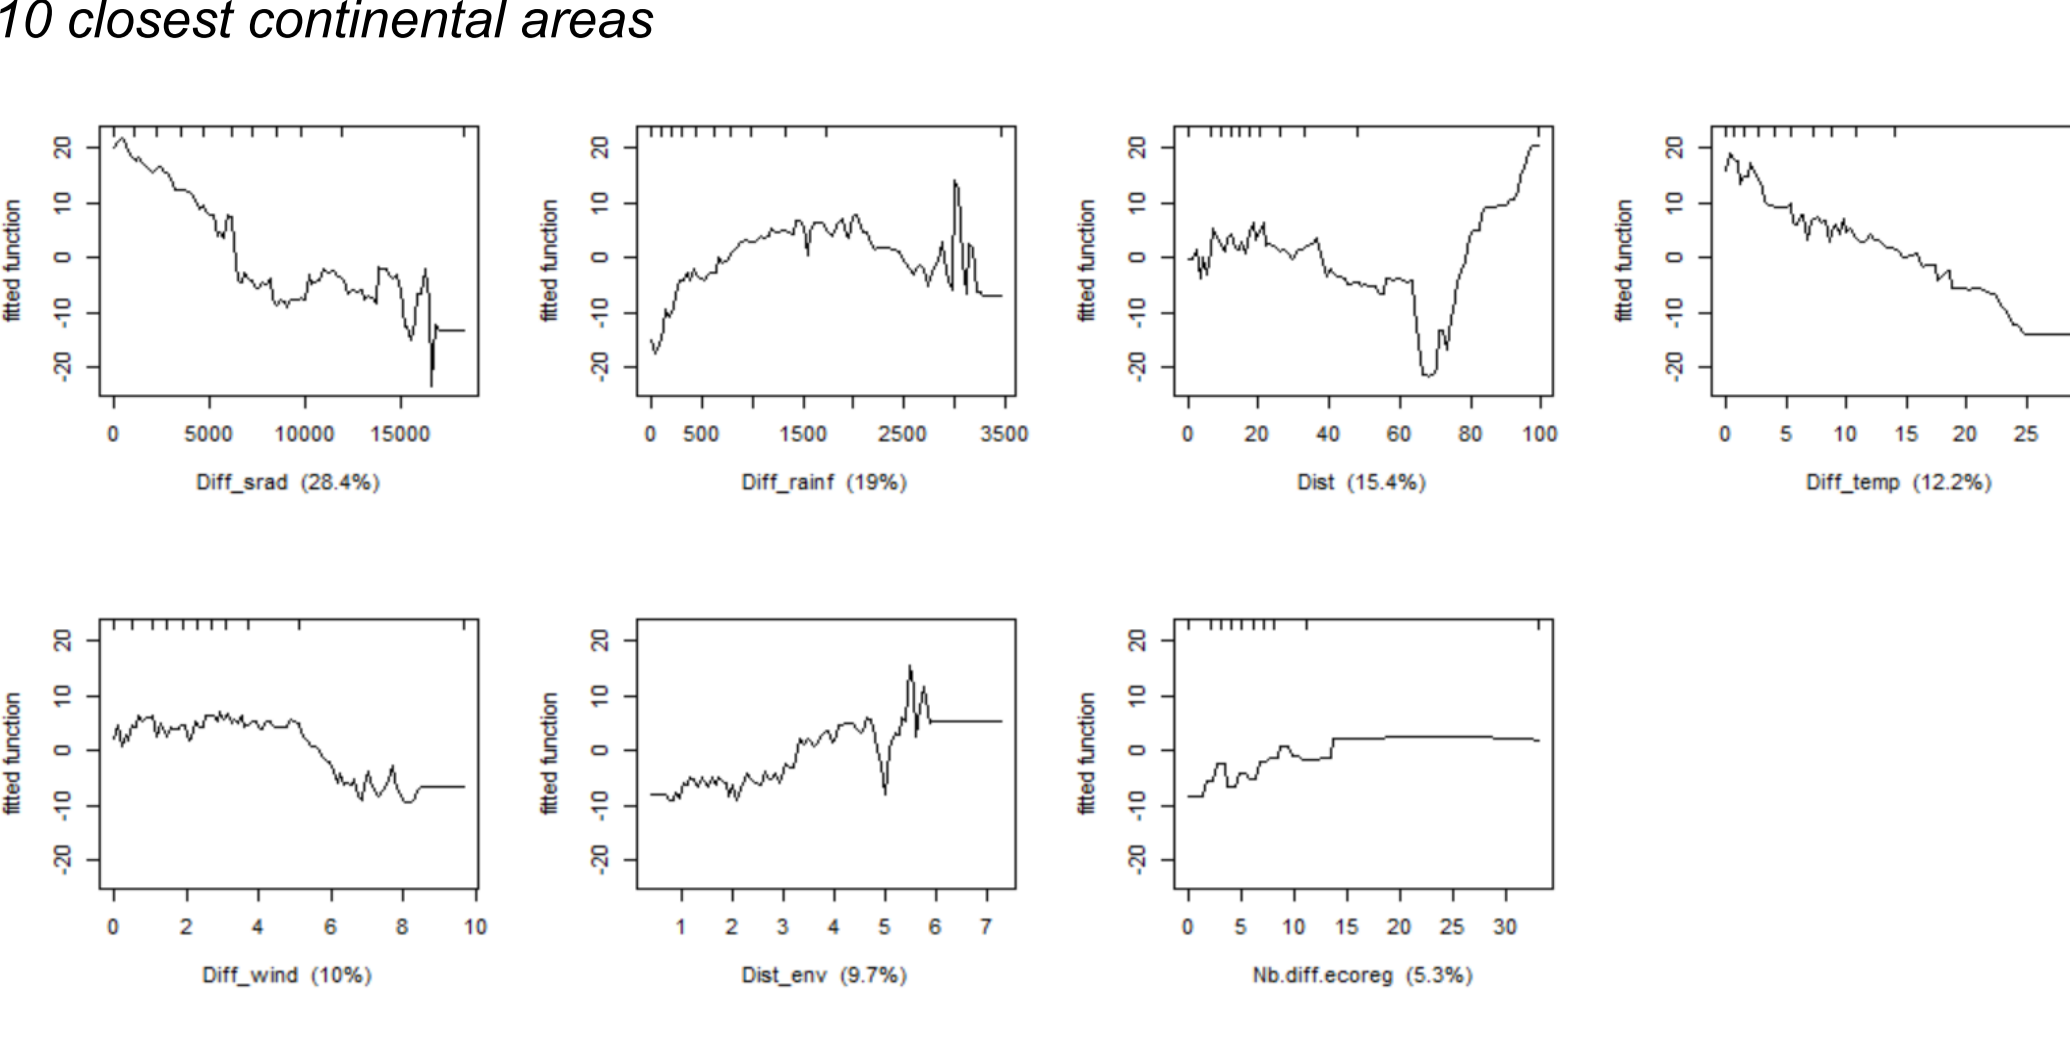 10 closest continental areas
fitted function
20
10
0
-10
-20
0 5000 10000 15000
Diff_srad (28.4%)
fitted function
20
10
0
-10
-20
0 500 1500 2500 3500
Diff_rainf (19%)
fitted function
20
10
0
-10
-20
0 20 40 60 80 100
Dist (15.4%)
fitted function
20
10
0
-10
-20
0 5 10 15 20 25
Diff_temp (12.2%)
fitted function
20
10
0
-10
-20
0 2 4 6 8 10
Diff_wind (10%)
fitted function
20
10
0
-10
-20
1 2 3 4 5 6 7
Dist_env (9.7%)
fitted function
20
10
0
-10
-20
0 5 10 15 20 25 30
Nb.diff.ecoreg (5.3%)